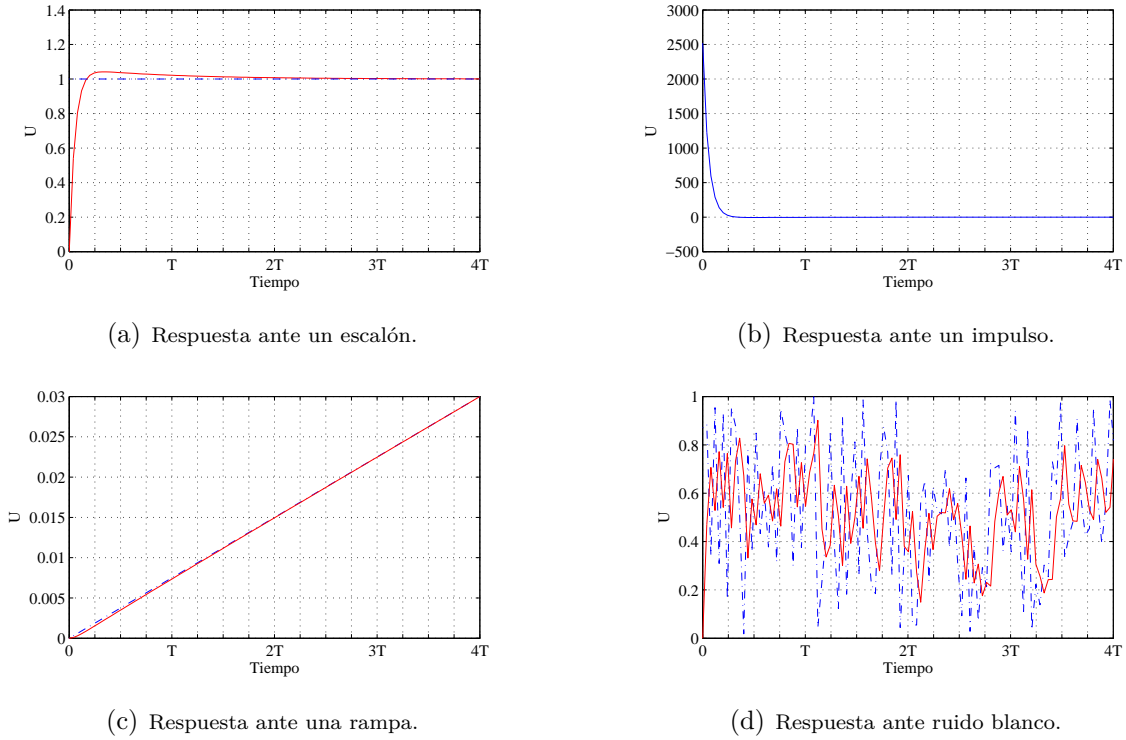 1.4
1.2
1
0.8
0.6
0.4
0.2
0
U
0 T 2T 3T 4T
Tiempo
(a) Respuesta ante un escalón.
3000
2500
2000
1500
1000
500
0
−500
U
0 T 2T 3T 4T
Tiempo
(b) Respuesta ante un impulso.
0.03
0.025
0.02
0.015
0.01
0.005
0
U
0 T 2T 3T 4T
Tiempo
(c) Respuesta ante una rampa.
1
0.8
0.6
0.4
0.2
0
U
0 T 2T 3T 4T
Tiempo
(d) Respuesta ante ruido blanco.